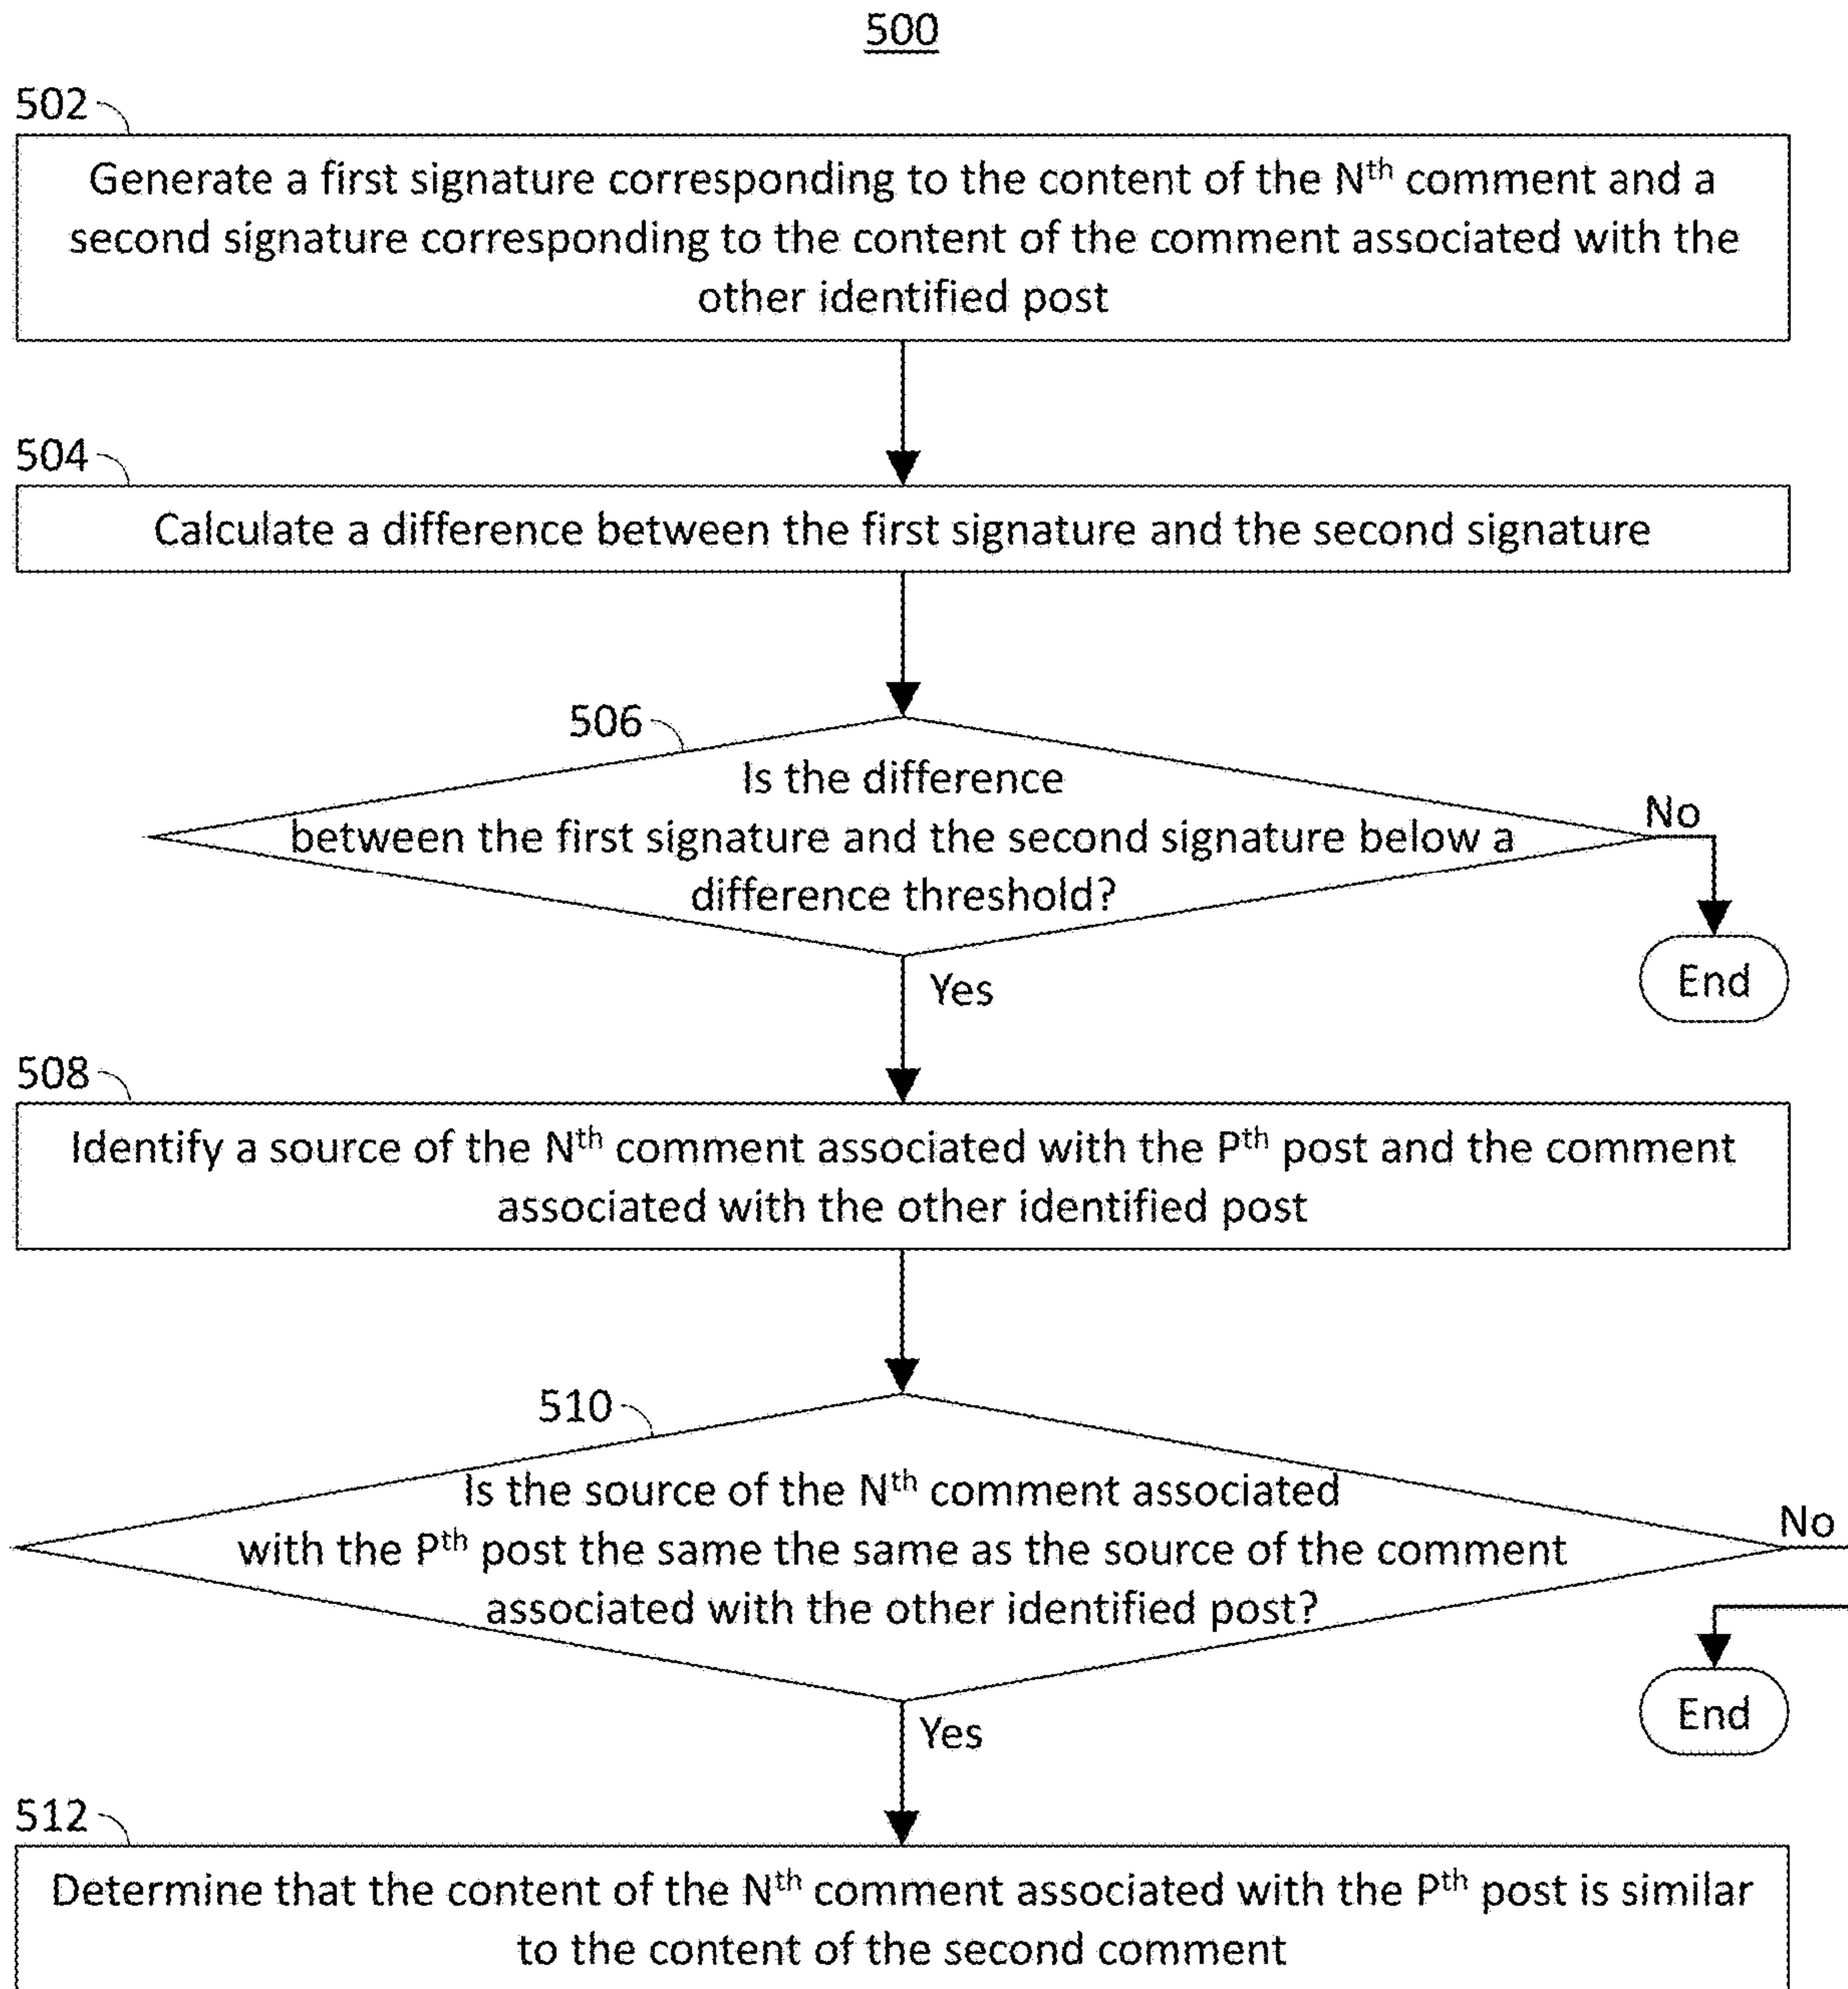 500
502
Generate a first signature corresponding to the content of the Nth comment and a
second signature corresponding to the content of the comment associated with the
other identified post
504
Calculate a difference between the first signature and the second signature
506
Is the difference
between the first signature and the second signature below a
difference threshold?
No
End
Yes
508
Identify a source of the Nth comment associated with the Pth post and the comment
associated with the other identified post
510
Is the source of the Nth comment associated
with the Pth post the same the same as the source of the comment
associated with the other identified post?
No
End
Yes
512
Determine that the content of the Nth comment associated with the Pth post is similar
to the content of the second comment